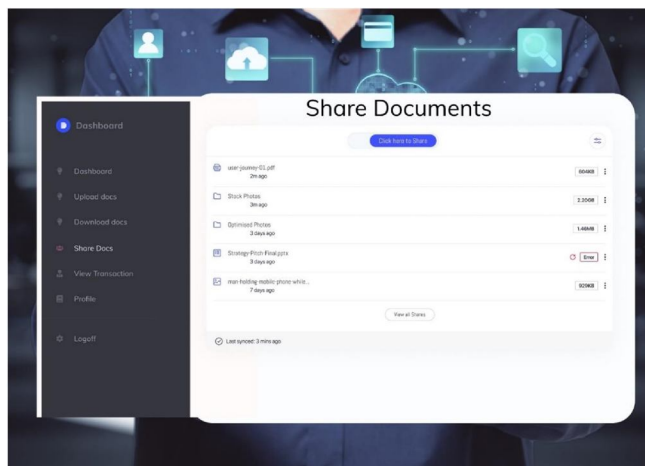 Share Documents
D Dashboard
Click here to Share
Dashboard
Upload docs
Download docs
Share Docs
View Transaction
Profile
Logoff
user-journey-01.pdf
2m ago
604KB
Stock Photos
3m ago
2.20GB
Optimised Photos
3 days ago
1.46MB
Strategy-Pitch Final.pptx
3 days ago
Error
man-holding-mobile-phone-while...
7 days ago
929KB
View all Shares
Last synced: 3 mins ago